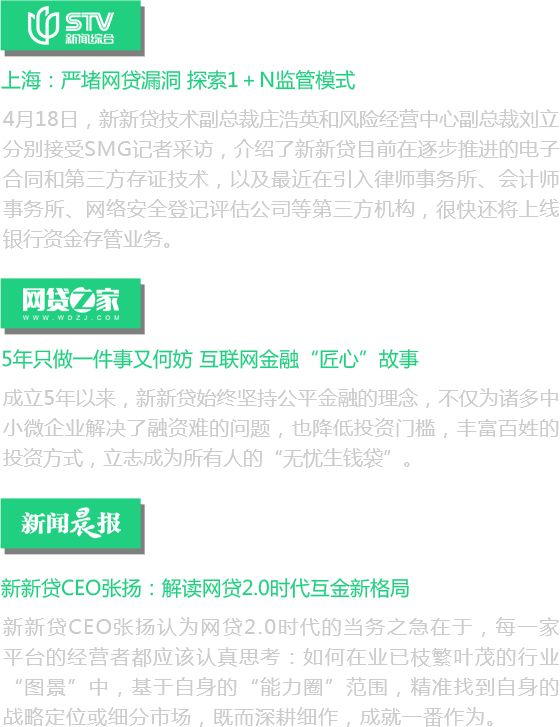 STV
新闻综合
上海：严堵网贷漏洞 探索1＋N监管模式
4月18日，新新贷技术副总裁庄浩英和风险经营中心副总裁刘立
分别接受SMG记者采访，介绍了新新贷目前在逐步推进的电子
合同和第三方存证技术，以及最近在引入律师事务所、会计师
事务所、网络安全登记评估公司等第三方机构，很快还将上线
银行资金存管业务。
网贷之家
WWW.WDZJ.COM
5年只做一件事又何妨 互联网金融“匠心”故事
成立5年以来，新新贷始终坚持公平金融的理念，不仅为诸多中
小微企业解决了融资难的问题，也降低投资门槛，丰富百姓的
投资方式，立志成为所有人的“无忧生钱袋”。
新闻晨报
新新贷CEO张扬：解读网贷2.0时代互金新格局
新新贷CEO张扬认为网贷2.0时代的当务之急在于，每一家
平台的经营者都应该认真思考：如何在业已枝繁叶茂的行业
“图景”中，基于自身的“能力圈”范围，精准找到自身的
战略定位或细分市场，既而深耕细作，成就一番作为。